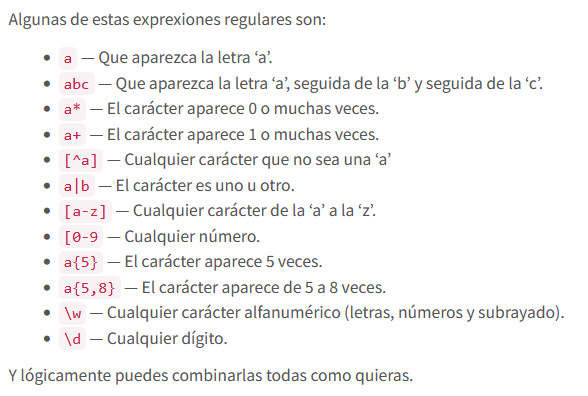 Algunas de estas exprexiones regulares son:
• a — Que aparezca la letra ‘a’.
• abc — Que aparezca la letra ‘a’, seguida de la ‘b’ y seguida de la ‘c’.
• a* — El carácter aparece 0 o muchas veces.
• a+ — El carácter aparece 1 o muchas veces.
• [^a] — Cualquier carácter que no sea una ‘a’
• a|b — El carácter es uno u otro.
• [a-z] — Cualquier carácter de la ‘a’ a la ‘z’.
• [0-9 — Cualquier número.
• a{5} — El carácter aparece 5 veces.
• a{5,8} — El carácter aparece de 5 a 8 veces.
• \w — Cualquier carácter alfanumérico (letras, números y subrayado).
• \d — Cualquier dígito.
Y lógicamente puedes combinarlas todas como quieras.